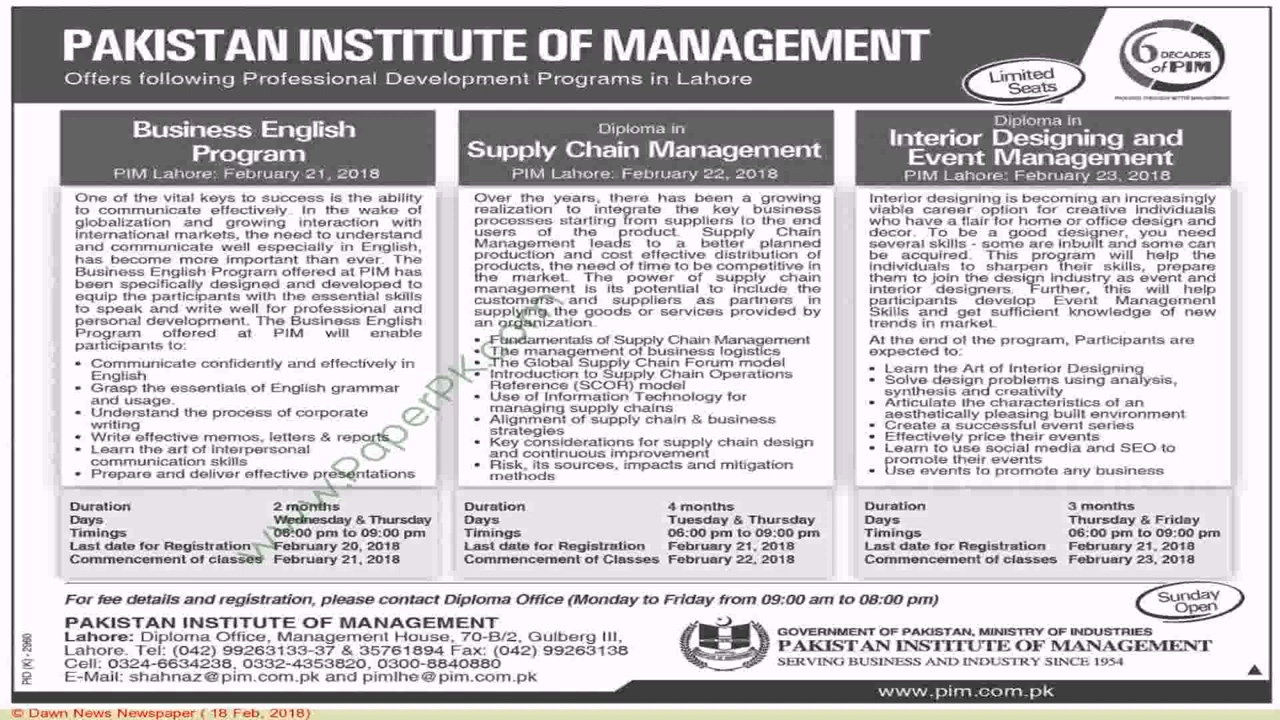 PAKISTAN INSTITUTE OF MANAGEMENT
Offers following Professional Development Programs in Lahore
Limited
Seats
6 DECADES
of PIM
Business English
Program
PIM Lahore: February 21, 2018
One of the vital keys to success is the ability
to communicate effectively. In the wake of
globalization and growing interaction with
international markets, the need to understand
and communicate well especially in English,
has become more important than ever. The
Business English Program offered at PIM has
been specifically designed and developed to
equip the participants with the essential skills
to speak and write well for professional and
personal development. The Business English
Program offered at PIM will enable
participants to:
• Communicate confidently and effectively in
English
• Grasp the essentials of English grammar
and usage.
• Understand the process of corporate
writing
• Write effective memos, letters & reports
• Learn the art of interpersonal
communication skills
• Prepare and deliver effective presentations
Duration 2 months
Days Wednesday & Thursday
Timings 06:00 pm to 09:00 pm
Last date for Registration February 20, 2018
Commencement of classes February 21, 2018
Diploma in
Supply Chain Management
PIM Lahore: February 22, 2018
Over the years, there has been a growing
realization to integrate the key business
processes starting from suppliers to the end
users of the product. Supply Chain
Management leads to a better planned
production and cost effective distribution of
products, the need of time to be competitive in
the market. The power of supply chain
management is its potential to include the
customers and suppliers as partners in
supplying the goods or services provided by
an organization.
• Fundamentals of Supply Chain Management
• The management of business logistics
• The Global Supply Chain Forum model
• Introduction to Supply Chain Operations
Reference (SCOR) model
• Use of Information Technology for
managing supply chains
• Alignment of supply chain & business
strategies
• Key considerations for supply chain design
and continuous improvement
• Risk, its sources, impacts and mitigation
methods
Duration 4 months
Days Tuesday & Thursday
Timings 06:00 pm to 09:00 pm
Last date for Registration February 21, 2018
Commencement of Classes February 22, 2018
Diploma in
Interior Designing and
Event Management
PIM Lahore: February 23, 2018
Interior designing is becoming an increasingly
viable career option for creative individuals
who have a flair for home or office design and
decor. To be a good designer, you need
several skills - some are inbuilt and some can
be acquired. This program will help the
individuals to sharpen their skills, prepare
them to join the design industry as event and
interior designers. Further, this will help
participants develop Event Management
Skills and get sufficient knowledge of new
trends in market.
At the end of the program, Participants are
expected to:
• Learn the Art of Interior Designing
• Solve design problems using analysis,
synthesis and creativity
• Articulate the characteristics of an
aesthetically pleasing built environment
• Create a successful event series
• Effectively price their events
• Learn to use social media and SEO to
promote their events
• Use events to promote any business
Duration 3 months
Days Thursday & Friday
Timings 06:00 pm to 09:00 pm
Last date for Registration February 21, 2018
Commencement of classes February 23, 2018
www.PaperPK.com
For fee details and registration, please contact Diploma Office (Monday to Friday from 09:00 am to 08:00 pm)
Sunday
Open
PAKISTAN INSTITUTE OF MANAGEMENT
Lahore: Diploma Office, Management House, 70-B/2, Gulberg III,
Lahore. Tel: (042) 99263133-37 & 35761894 Fax: (042) 99263138
Cell: 0324-6634238, 0332-4353820, 0300-8840880
E-Mail: shahnaz@pim.com.pk and pimlhe@pim.com.pk
GOVERNMENT OF PAKISTAN, MINISTRY OF INDUSTRIES
PAKISTAN INSTITUTE OF MANAGEMENT
SERVING BUSINESS AND INDUSTRY SINCE 1954
www.pim.com.pk
PID (K) - 2960
© Dawn News Newspaper ( 18 Feb, 2018)